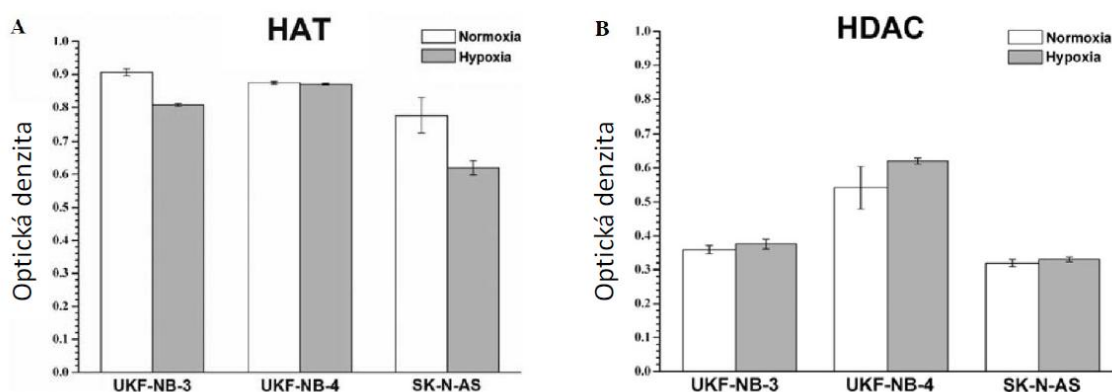 A
HAT
Normoxia
Hypoxia
Optická denzita
1.0
0.9
0.8
0.7
0.6
0.5
0.4
0.3
0.2
0.1
0.0
UKF-NB-3 UKF-NB-4 SK-N-AS
B
HDAC
Normoxia
Hypoxia
Optická denzita
1.0
0.9
0.8
0.7
0.6
0.5
0.4
0.3
0.2
0.1
0.0
UKF-NB-3 UKF-NB-4 SK-N-AS